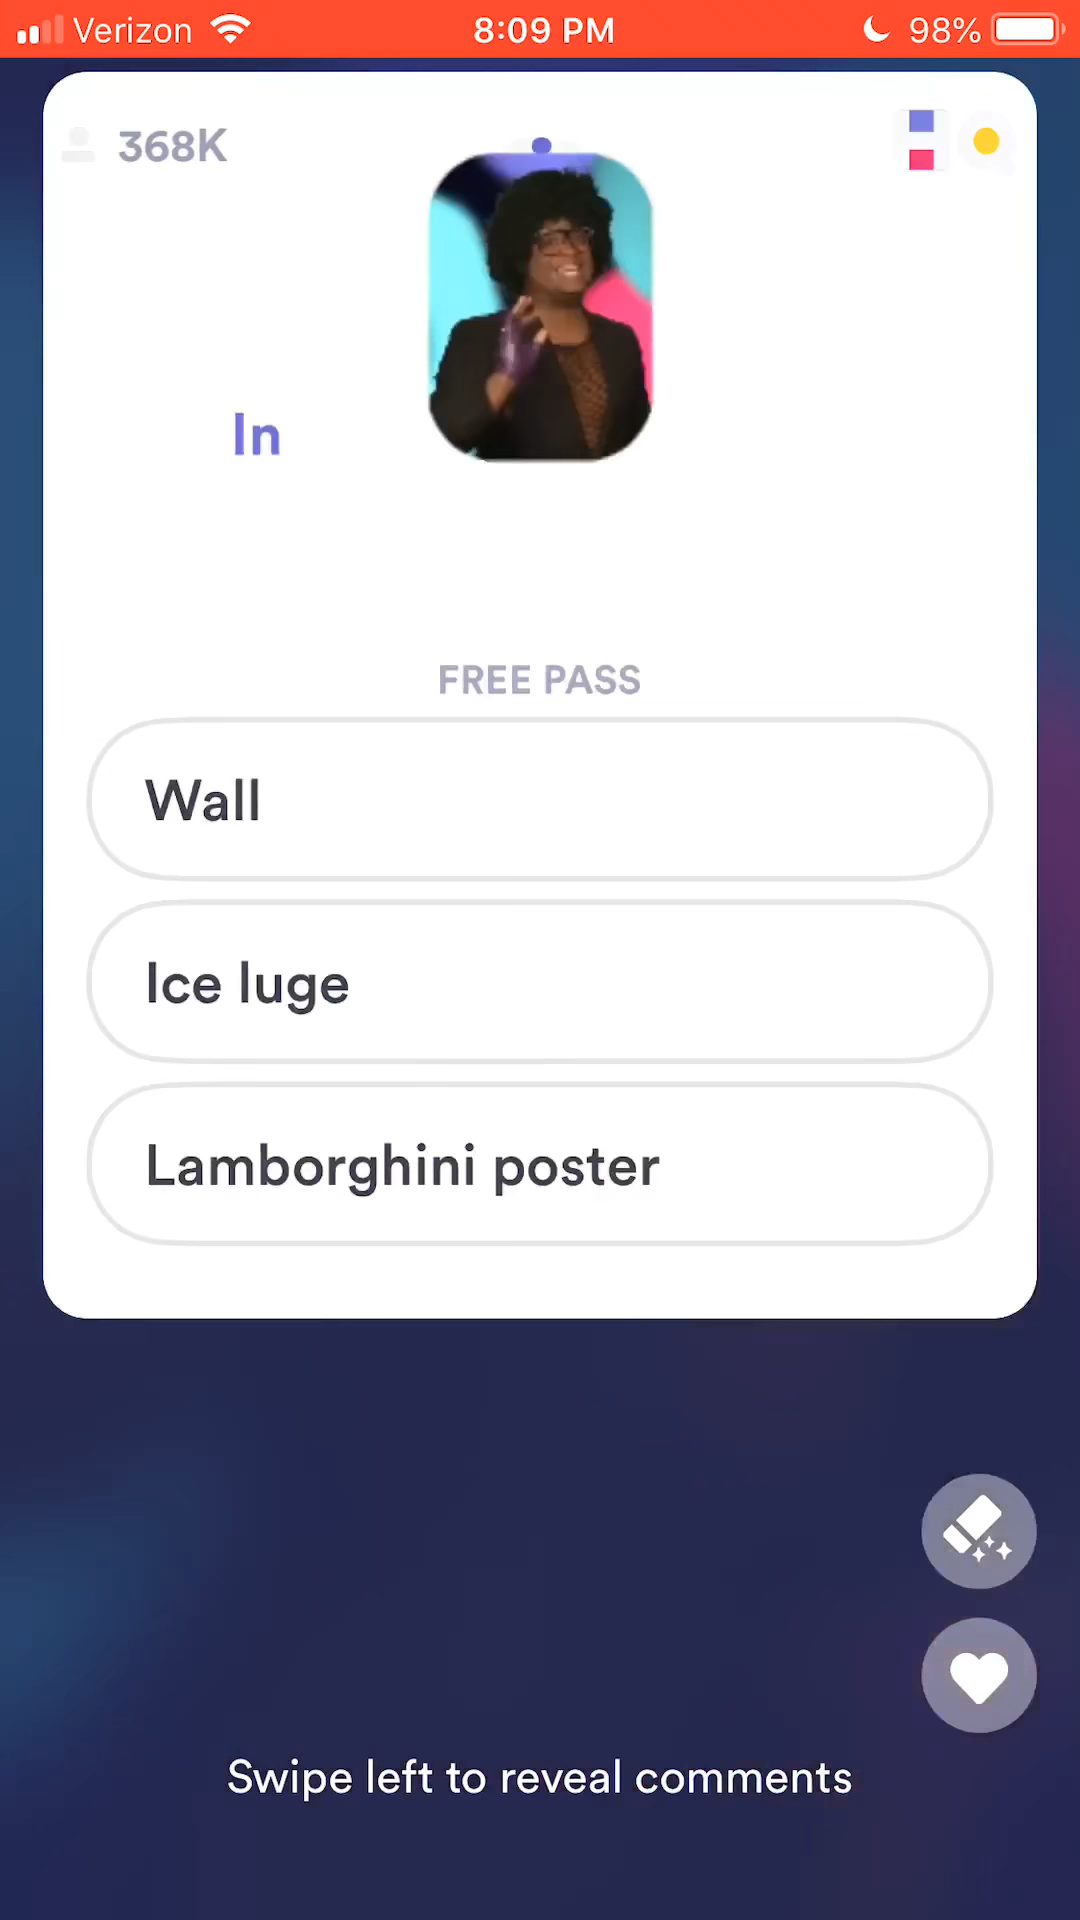 Verizon 8:09 PM 98%
368K
In
FREE PASS
Wall
Ice luge
Lamborghini poster
Swipe left to reveal comments